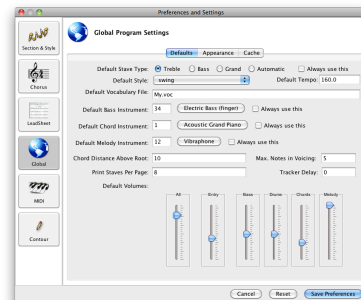 Preferences and Settings
Section & Style
Chorus
LeadSheet
Global
MIDI
Contour
Global Program Settings
Defaults Appearance Cache
Default Stave Type: Treble Bass Grand Automatic Always use this
Default Style: swing Default Tempo: 160.0
Default Vocabulary File: My.voc
Default Bass Instrument: 34 Electric Bass (finger) Always use this
Default Chord Instrument: 1 Acoustic Grand Piano Always use this
Default Melody Instrument: 12 Vibraphone Always use this
Chord Distance Above Root: 10 Max. Notes in Voicing: 5
Print Staves Per Page: 8 Tracker Delay: 0
Default Volumes:
All Entry Bass Drums Chords Melody
Cancel Reset Save Preferences